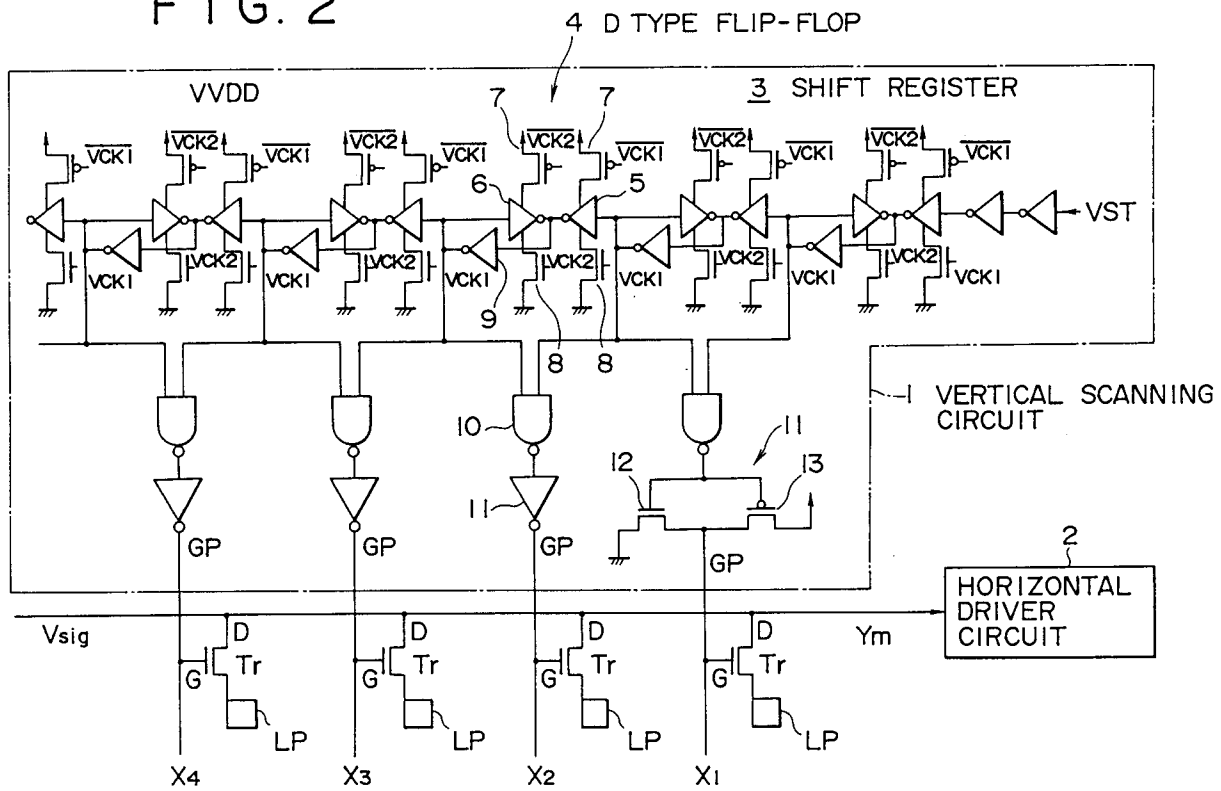 FIG. 2
4 D TYPE FLIP-FLOP
VVDD
3 SHIFT REGISTER
7 7
VCK1 VCK2 VCK1 VCK2 VCK1 VCK2 VCK1 VCK2 VCK1 VCK2 VCK1
6 5
VST
VCK1 VCK2 VCK1 VCK2 VCK1 VCK1 VCK2 VCK1 VCK2 VCK1
9
8 8
1 VERTICAL SCANNING
CIRCUIT
10
11
12 13
11
GP GP GP GP
2
HORIZONTAL
DRIVER
CIRCUIT
Vsig D D D D Ym
G Tr G Tr G Tr G Tr
LP LP LP LP
X4 X3 X2 X1